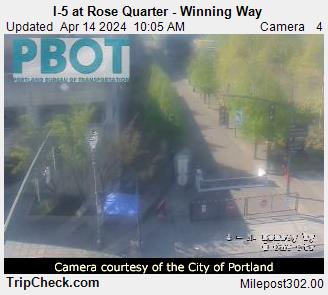 I-5 at Rose Quarter - Winning Way
Updated Apr 14 2024 10:05 AM Camera 4
PBOT
PORTLAND BUREAU OF TRANSPORTATION
Camera courtesy of the City of Portland
TripCheck.com Milepost302.00